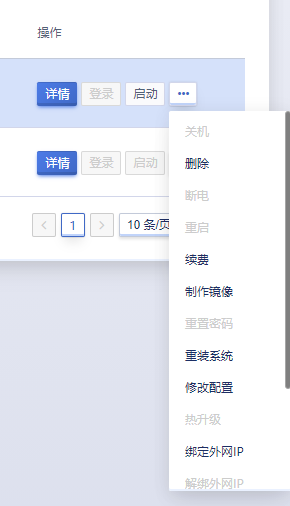 操作
详情 登录 启动 •••
关机
删除
断电
详情 登录 启动
重启
1 10 条/页
续费
制作镜像
重置密码
重装系统
修改配置
热升级
绑定外网IP
解绑外网IP